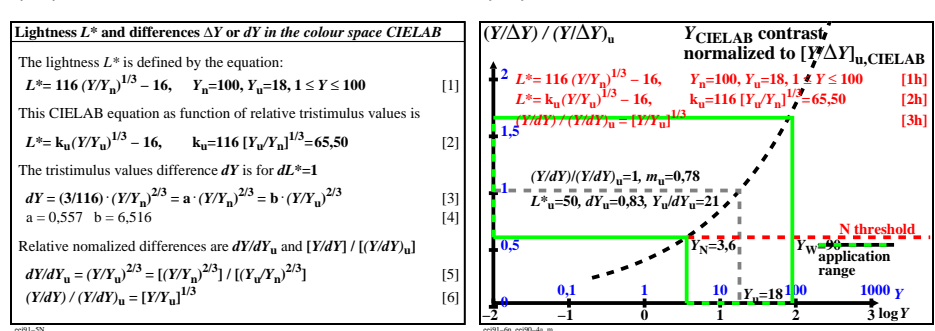 Lightness L* and differences ΔY or dY in the colour space CIELAB
The lightness L* is defined by the equation:
L*= 116 (Y/Yn)^1/3 – 16, Yn=100, Yu=18, 1 ≤ Y ≤ 100 [1]
This CIELAB equation as function of relative tristimulus values is
L*= ku(Y/Yu)^1/3 – 16, ku=116 [Yu/Yn]^1/3=65,50 [2]
The tristimulus values difference dY is for dL*=1
dY = (3/116)·(Y/Yn)^2/3 = a·(Y/Yn)^2/3 = b·(Y/Yu)^2/3 [3]
a = 0,557 b = 6,516 [4]
Relative nomalized differences are dY/dYu and [Y/dY] / [(Y/dY)u]
dY/dYu = (Y/Yu)^2/3 = [(Y/Yn)^2/3] / [(Yu/Yn)^2/3] [5]
(Y/dY) / (Y/dY)u = [Y/Yu]^1/3 [6]
(Y/ΔY) / (Y/ΔY)u
YCIELAB contrast
normalized to [Y/ΔY]u,CIELAB
2
L*= 116 (Y/Yn)^1/3 – 16, Yn=100, Yu=18, 1 ≤ Y ≤ 100 [1h]
L*= ku(Y/Yu)^1/3 – 16, ku=116 [Yu/Yn]^1/3=65,50 [2h]
(Y/dY) / (Y/dY)u = [Y/Yu]^1/3 [3h]
1,5
(Y/dY)/(Y/dY)u=1, mu=0,78
1
L*u=50, dYu=0,83, Yu/dYu=21
N threshold
0,5
YN=3,6
YW=90
application
range
0,1 1 10 100 1000 Y
Yu=18
0
–2 –1 0 1 2 3 log Y